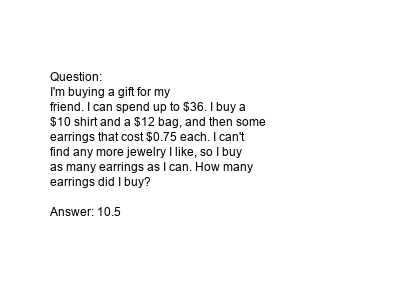 Question:
I'm buying a gift for my
friend. I can spend up to $36. I buy a
$10 shirt and a $12 bag, and then some
earrings that cost $0.75 each. I can't
find any more jewelry I like, so I buy
as many earrings as I can. How many
earrings did I buy?

Answer: 10.5